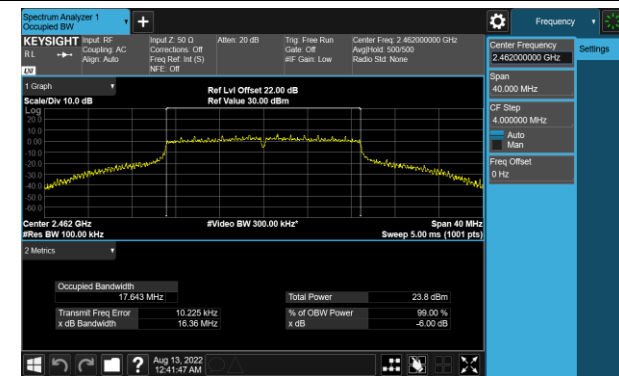 Spectrum Analyzer 1
Occupied BW
Frequency
KEYSIGHT
RL
Input: RF
Coupling: AC
Align: Auto
Input Z: 50 Ω
Corrections: Off
Freq Ref: Int (S)
NFE: Off
Atten: 20 dB
Trig: Free Run
Gate: Off
#IF Gain: Low
Center Freq: 2.462000000 GHz
Avg|Hold: 500/500
Radio Std: None
LXI
Center Frequency
2.462000000 GHz
Settings
Span
40.000 MHz
CF Step
4.000000 MHz
Auto
Man
Freq Offset
0 Hz
1 Graph
Scale/Div 10.0 dB
Ref Lvl Offset 22.00 dB
Ref Value 30.00 dBm
Log
20.0
10.0
0.00
-10.0
-20.0
-30.0
-40.0
-50.0
-60.0
Center 2.462 GHz
#Video BW 300.00 kHz*
Span 40 MHz
#Res BW 100.00 kHz
Sweep 5.00 ms (1001 pts)
2 Metrics
Occupied Bandwidth
17.643 MHz
Total Power 23.8 dBm
Transmit Freq Error 10.225 kHz
% of OBW Power 99.00 %
x dB Bandwidth 16.36 MHz
x dB -6.00 dB
?
Aug 13, 2022
12:41:47 AM